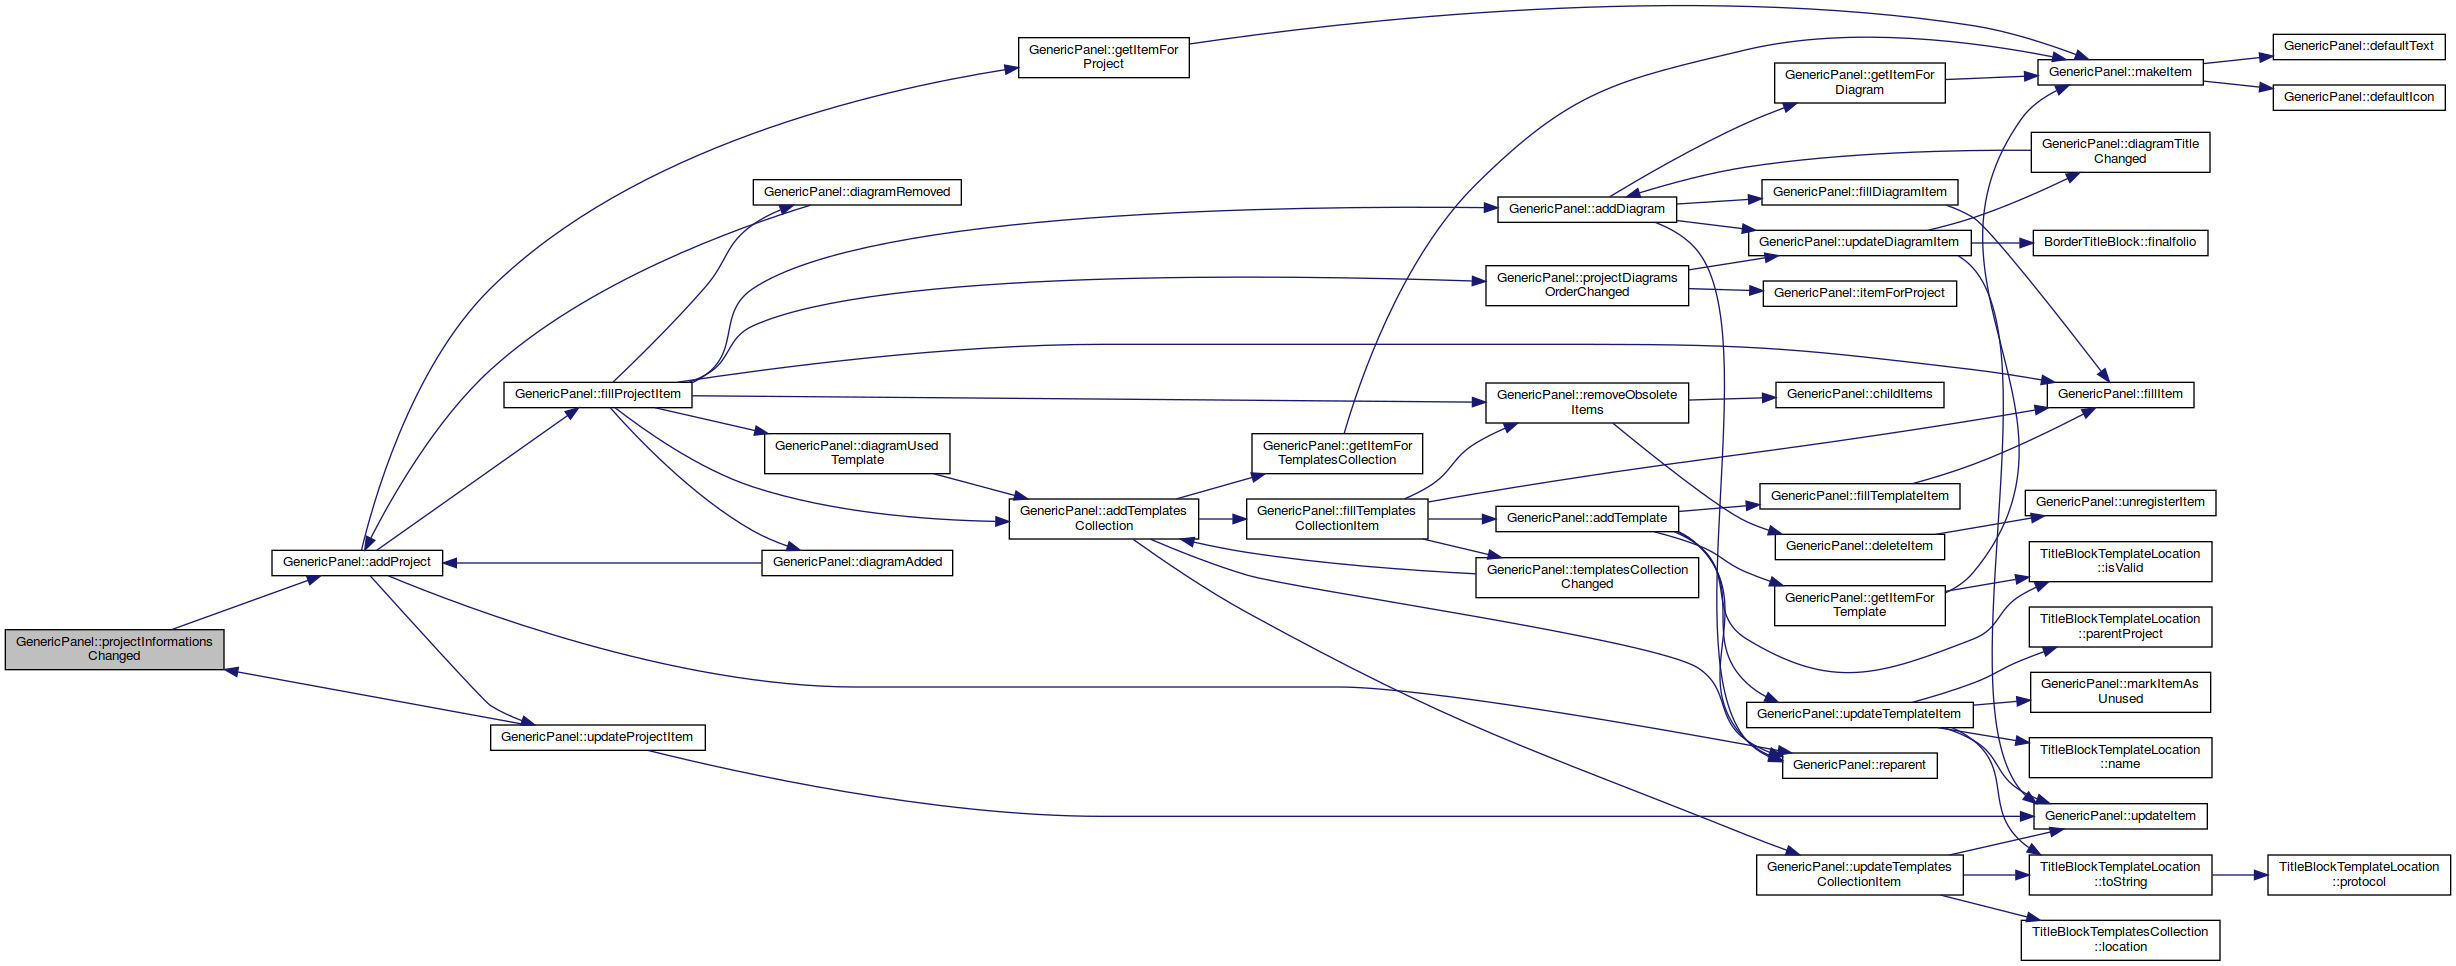 GenericPanel::projectInformations
Changed
GenericPanel::addProject
GenericPanel::updateProjectItem
GenericPanel::fillProjectItem
GenericPanel::diagramRemoved
GenericPanel::diagramUsed
Template
GenericPanel::diagramAdded
GenericPanel::getItemFor
Project
GenericPanel::addTemplates
Collection
GenericPanel::getItemFor
TemplatesCollection
GenericPanel::fillTemplates
CollectionItem
GenericPanel::addDiagram
GenericPanel::projectDiagrams
OrderChanged
GenericPanel::removeObsolete
Items
GenericPanel::addTemplate
GenericPanel::templatesCollection
Changed
GenericPanel::getItemFor
Diagram
GenericPanel::fillDiagramItem
GenericPanel::updateDiagramItem
GenericPanel::itemForProject
GenericPanel::childItems
GenericPanel::fillTemplateItem
GenericPanel::deleteItem
GenericPanel::getItemFor
Template
GenericPanel::updateTemplateItem
GenericPanel::reparent
GenericPanel::updateTemplates
CollectionItem
GenericPanel::makeItem
GenericPanel::diagramTitle
Changed
BorderTitleBlock::finalfolio
GenericPanel::fillItem
GenericPanel::unregisterItem
TitleBlockTemplateLocation
::isValid
TitleBlockTemplateLocation
::parentProject
GenericPanel::markItemAs
Unused
TitleBlockTemplateLocation
::name
GenericPanel::updateItem
TitleBlockTemplateLocation
::toString
TitleBlockTemplatesCollection
::location
GenericPanel::defaultText
GenericPanel::defaultIcon
TitleBlockTemplateLocation
::protocol